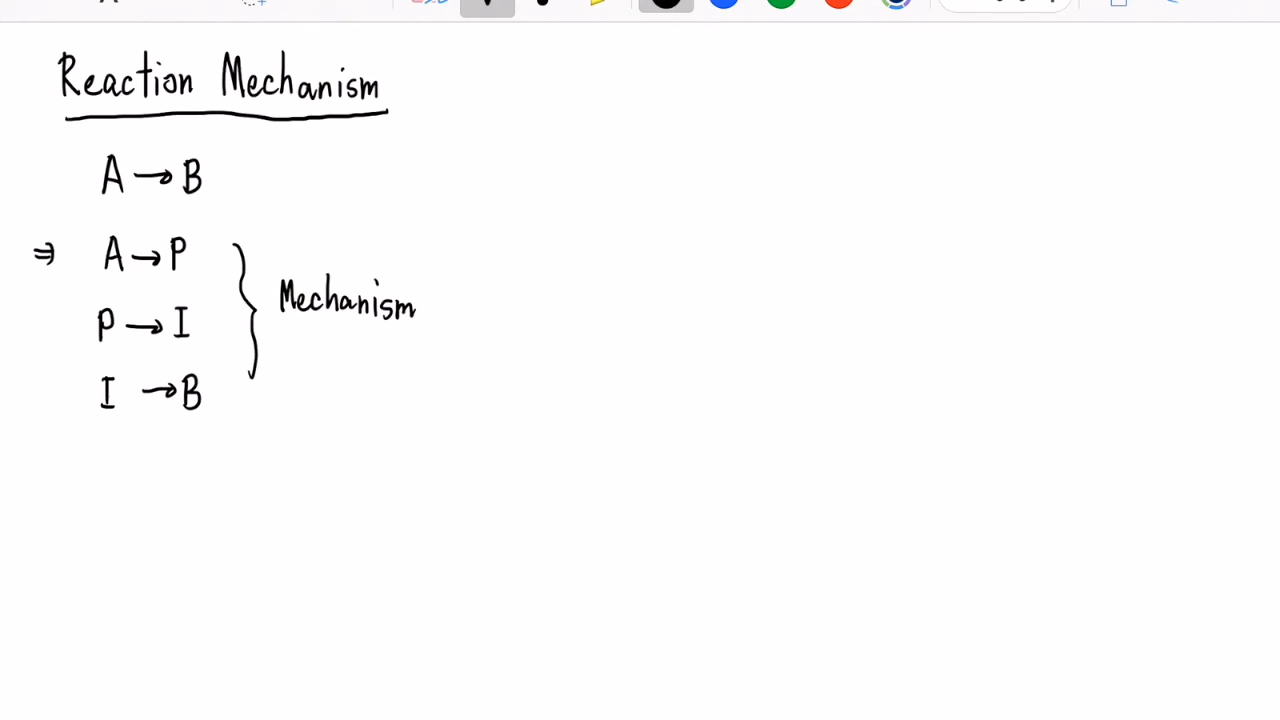 Reaction Mechanism
A → B
⇒ A → P
P → I
I → B
Mechanism